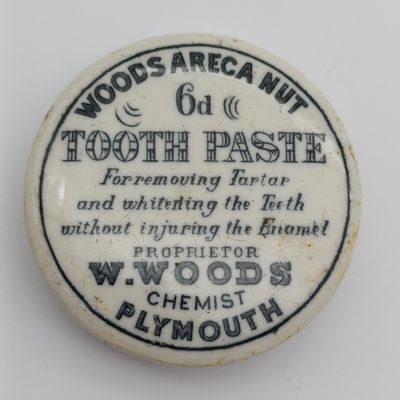 WOODS ARECA NUT
6d
TOOTH PASTE
For removing Tartar
and whitening the Teeth
without injuring the Enamel
PROPRIETOR
W. WOODS
CHEMIST
PLYMOUTH